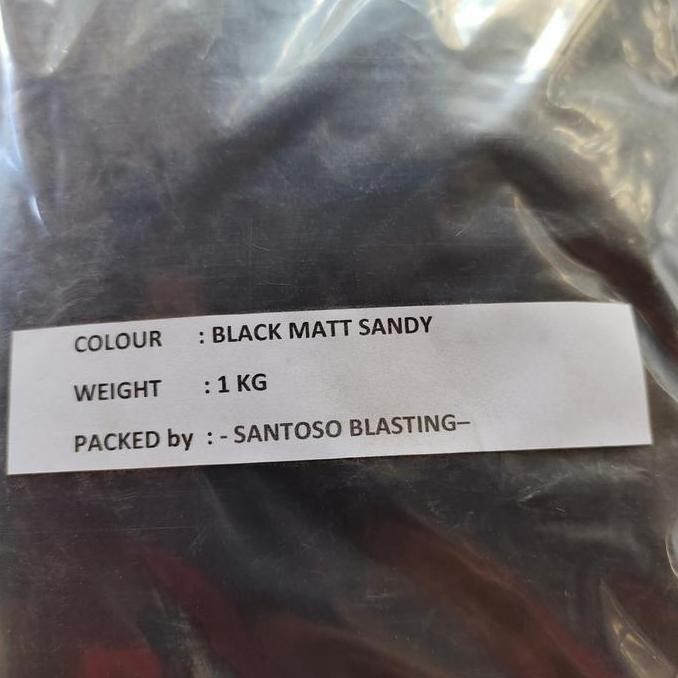 COLOUR : BLACK MATT SANDY
WEIGHT : 1 KG
PACKED by : - SANTOSO BLASTING–